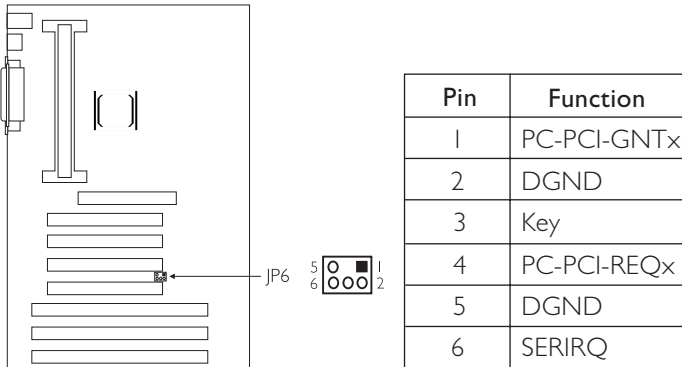 JP6
5 1
6 2
Pin Function
1 PC-PCI-GNTx
2 DGND
3 Key
4 PC-PCI-REQx
5 DGND
6 SERIRQ